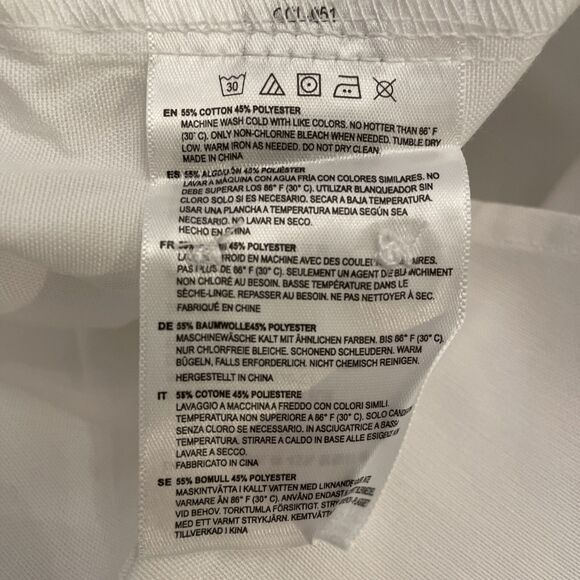 30
EN 55% COTTON 45% POLYESTER
MACHINE WASH COLD WITH LIKE COLORS. NO HOTTER THAN 86° F
(30° C). ONLY NON-CHLORINE BLEACH WHEN NEEDED. TUMBLE DRY
LOW. WARM IRON AS NEEDED. DO NOT DRY CLEAN.
MADE IN CHINA
ES 55% ALGODÓN 45% POLIÉSTER
LAVAR A MÁQUINA CON AGUA FRÍA CON COLORES SIMILARES. NO
DEBE SUPERAR LOS 86° F (30° C). UTILIZAR BLANQUEADOR SIN
CLORO SOLO SI ES NECESARIO. SECAR A BAJA TEMPERATURA.
USAR UNA PLANCHA A TEMPERATURA MEDIA SEGÚN SEA
NECESARIO. NO LAVAR EN SECO.
HECHO EN CHINA
FR 45% POLYESTER
FROID EN MACHINE AVEC DES
PAS PLUS DE 86° F (30° C). SEULEMENT UN AGENT DE BLANCHIMENT
NON CHLORÉ AU BESOIN. BASSE TEMPÉRATURE DANS LE
SÈCHE-LINGE. REPASSER AU BESOIN. NE PAS NETTOYER À SEC.
FABRIQUÉ EN CHINE
DE 55% BAUMWOLLE45% POLYESTER
MASCHINENWÄSCHE KALT MIT ÄHNLICHEN FARBEN. BIS 86° F (30° C).
NUR CHLORFREIE BLEICHE. SCHONEND SCHLEUDERN. WARM
BÜGELN, FALLS ERFORDERLICH. NICHT CHEMISCH REINIGEN.
HERGESTELLT IN CHINA
IT 55% COTONE 45% POLIESTERE
LAVAGGIO A MACCHINA A FREDDO CON COLORI SIMILI.
TEMPERATURA NON SUPERIORE A 86° F (30° C). SOLO
SENZA CLORO SE NECESSARIO. IN ASCIUGATRICE A BASSA
TEMPERATURA. STIRARE A CALDO IN BASE ALLE ESIGENZE.
LAVARE A SECCO.
FABBRICATO IN CINA
SE 55% BOMULL 45% POLYESTER
MASKINTVÄTTA I KALLT VATTEN MED LIKNANDE
VARMARE ÄN 86° F (30° C). ANVÄND ENDAST
VID BEHOV. TORKTUMLA FÖRSIKTIGT.
MED ETT VARMT STRYKJÄRN.
TILLVERKAD I KINA